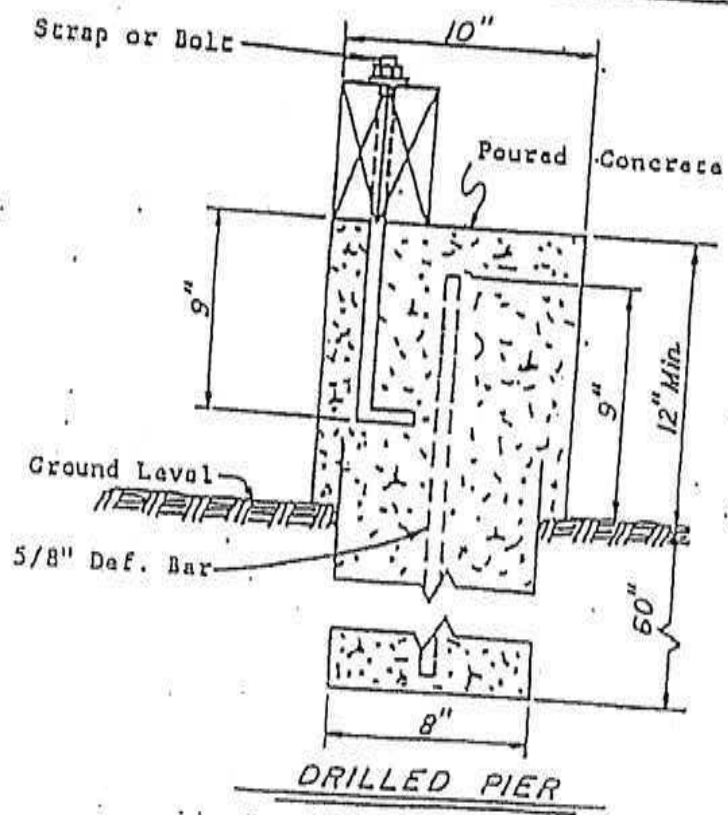 10"
Strap or Bolt
Poured Concrete
9"
9"
12" Min
Ground Level
5/8" Def. Bar
60"
8"
DRILLED PIER